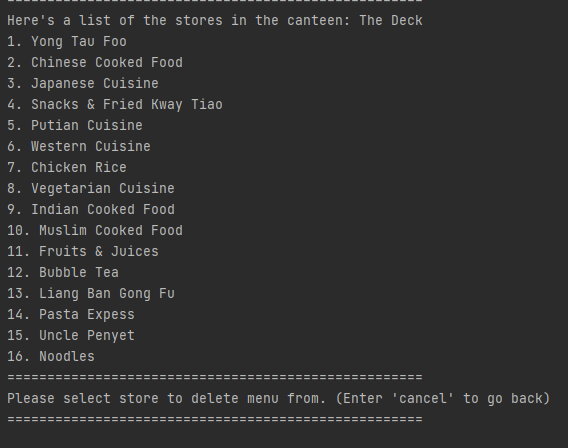 ====================================================
Here's a list of the stores in the canteen: The Deck
1. Yong Tau Foo
2. Chinese Cooked Food
3. Japanese Cuisine
4. Snacks & Fried Kway Tiao
5. Putian Cuisine
6. Western Cuisine
7. Chicken Rice
8. Vegetarian Cuisine
9. Indian Cooked Food
10. Muslim Cooked Food
11. Fruits & Juices
12. Bubble Tea
13. Liang Ban Gong Fu
14. Pasta Expess
15. Uncle Penyet
16. Noodles
====================================================
Please select store to delete menu from. (Enter 'cancel' to go back)
====================================================